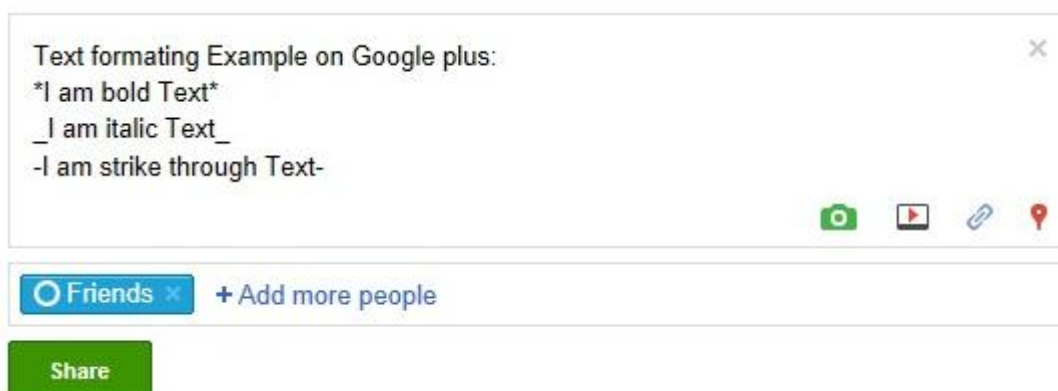 Text formating Example on Google plus:
*I am bold Text*
_I am italic Text_
-I am strike through Text-
Friends
+ Add more people
Share